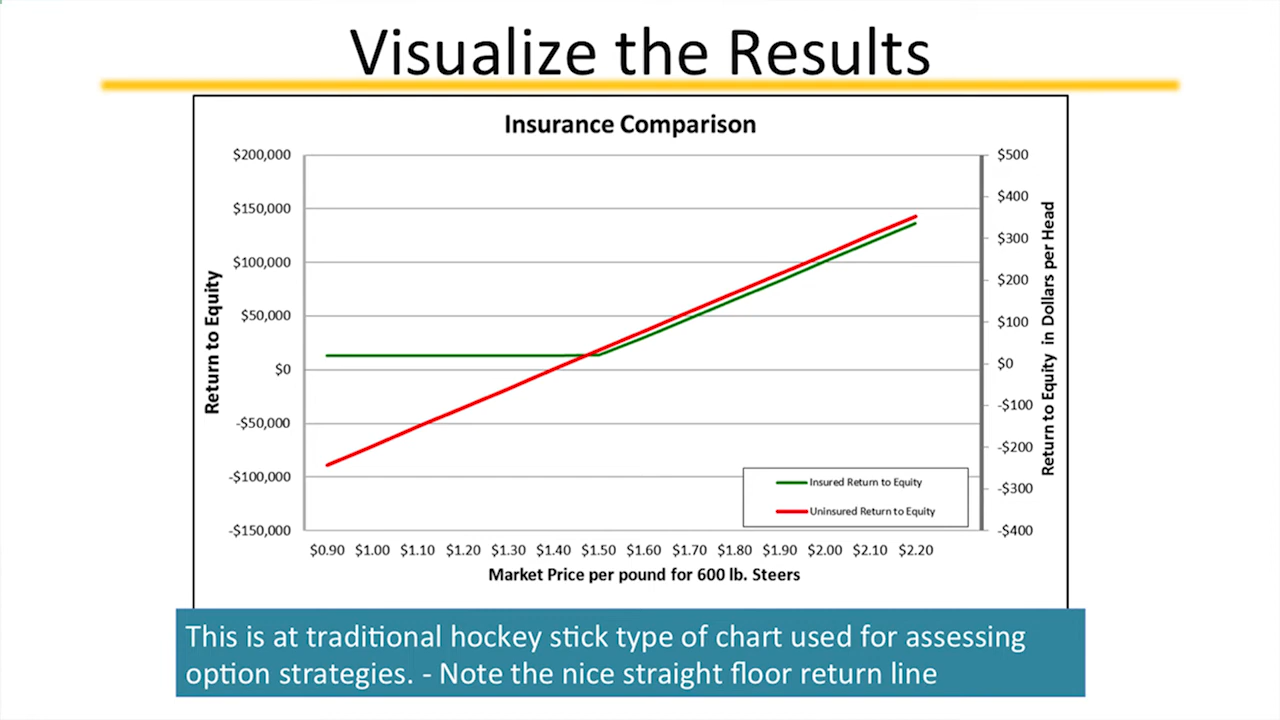 Visualize the Results
Insurance Comparison
$200,000
$150,000
$100,000
$50,000
$0
-$50,000
-$100,000
-$150,000
Return to Equity
$500
$400
$300
$200
$100
$0
-$100
-$200
-$300
-$400
Return to Equity in Dollars per Head
Insured Return to Equity
Uninsured Return to Equity
$0.90 $1.00 $1.10 $1.20 $1.30 $1.40 $1.50 $1.60 $1.70 $1.80 $1.90 $2.00 $2.10 $2.20
Market Price per pound for 600 lb. Steers
This is at traditional hockey stick type of chart used for assessing
option strategies. - Note the nice straight floor return line